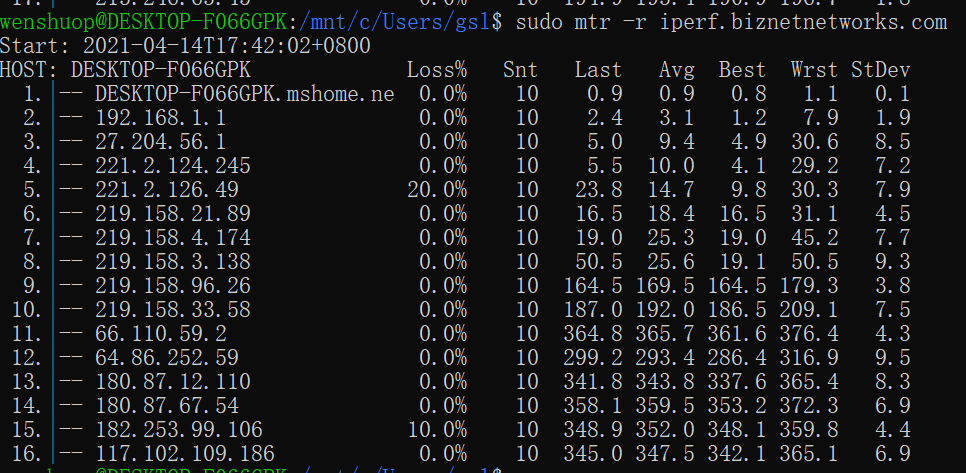 wenshuop@DESKTOP-F066GPK:/mnt/c/Users/gsl$ sudo mtr -r iperf.biznetnetworks.com
Start: 2021-04-14T17:42:02+0800
HOST: DESKTOP-F066GPK Loss% Snt Last Avg Best Wrst StDev
1. |-- DESKTOP-F066GPK.mshome.ne 0.0% 10 0.9 0.9 0.8 1.1 0.1
2. |-- 192.168.1.1 0.0% 10 2.4 3.1 1.2 7.9 1.9
3. |-- 27.204.56.1 0.0% 10 5.0 9.4 4.9 30.6 8.5
4. |-- 221.2.124.245 0.0% 10 5.5 10.0 4.1 29.2 7.2
5. |-- 221.2.126.49 20.0% 10 23.8 14.7 9.8 30.3 7.9
6. |-- 219.158.21.89 0.0% 10 16.5 18.4 16.5 31.1 4.5
7. |-- 219.158.4.174 0.0% 10 19.0 25.3 19.0 45.2 7.7
8. |-- 219.158.3.138 0.0% 10 50.5 25.6 19.1 50.5 9.3
9. |-- 219.158.96.26 0.0% 10 164.5 169.5 164.5 179.3 3.8
10. |-- 219.158.33.58 0.0% 10 187.0 192.0 186.5 209.1 7.5
11. |-- 66.110.59.2 0.0% 10 364.8 365.7 361.6 376.4 4.3
12. |-- 64.86.252.59 0.0% 10 299.2 293.4 286.4 316.9 9.5
13. |-- 180.87.12.110 0.0% 10 341.8 343.8 337.6 365.4 8.3
14. |-- 180.87.67.54 0.0% 10 358.1 359.5 353.2 372.3 6.9
15. |-- 182.253.99.106 10.0% 10 348.9 352.0 348.1 359.8 4.4
16. |-- 117.102.109.186 0.0% 10 345.0 347.5 342.1 365.1 6.9